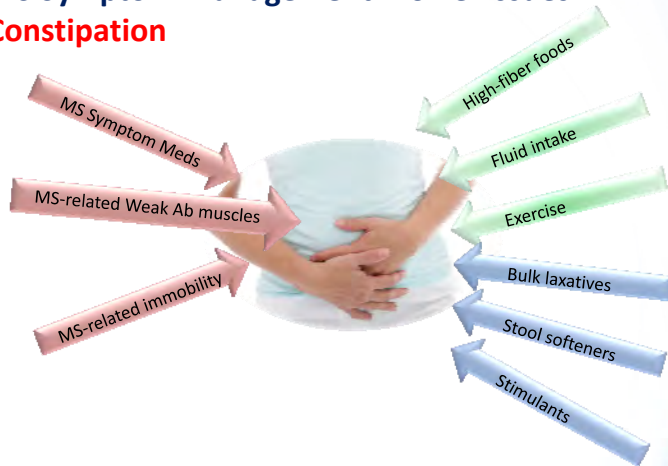 Constipation
MS Symptom Meds
MS-related Weak Ab muscles
MS-related immobility
High-fiber foods
Fluid intake
Exercise
Bulk laxatives
Stool softeners
Stimulants